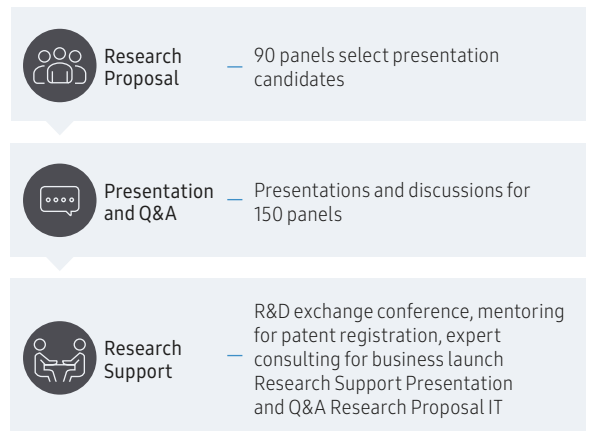 Research
Proposal
— 90 panels select presentation
candidates
Presentation
and Q&A
— Presentations and discussions for
150 panels
Research
Support
— R&D exchange conference, mentoring
for patent registration, expert
consulting for business launch
Research Support Presentation
and Q&A Research Proposal IT